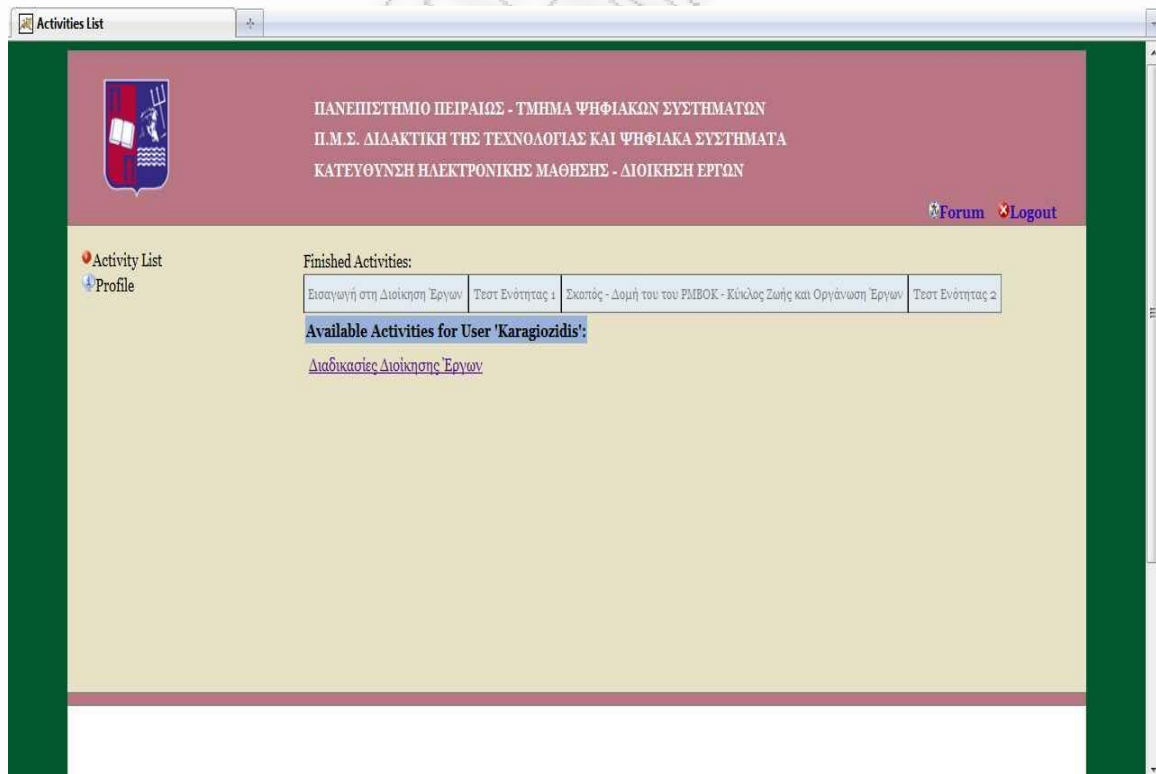 Activities List
ΠΑΝΕΠΙΣΤΗΜΙΟ ΠΕΙΡΑΙΩΣ - ΤΜΗΜΑ ΨΗΦΙΑΚΩΝ ΣΥΣΤΗΜΑΤΩΝ
Π.Μ.Σ. ΔΙΔΑΚΤΙΚΗ ΤΗΣ ΤΕΧΝΟΛΟΓΙΑΣ ΚΑΙ ΨΗΦΙΑΚΑ ΣΥΣΤΗΜΑΤΑ
ΚΑΤΕΥΘΥΝΣΗ ΗΛΕΚΤΡΟΝΙΚΗΣ ΜΑΘΗΣΗΣ - ΔΙΟΙΚΗΣΗ ΕΡΓΩΝ
Forum Logout
Activity List
Profile
Finished Activities:
Εισαγωγή στη Διοίκηση Έργων Τεστ Ενότητας 1 Σκοπός - Δομή του του PMBOK - Κύκλος Ζωής και Οργάνωση Έργων Τεστ Ενότητας 2
Available Activities for User 'Karagiozidis':
Διαδικασίες Διοίκησης Έργων